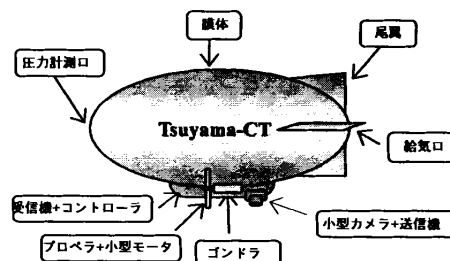 膜体
尾翼
圧力計測口
Tsuyama-CT
給気口
受信機+コントローラ
小型カメラ+送信機
プロペラ+小型モータ
ゴンドラ